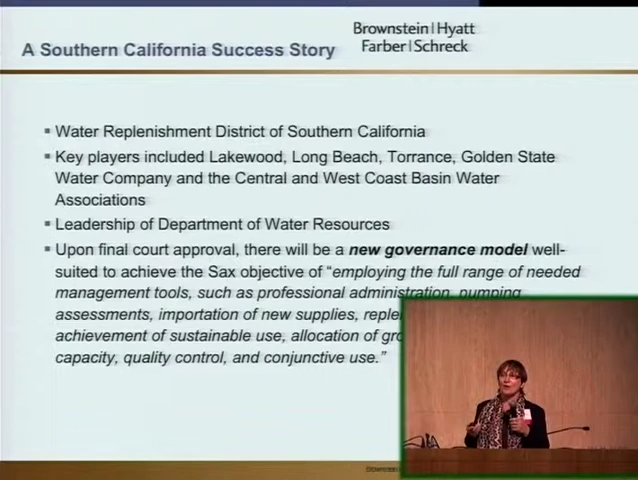 A Southern California Success Story
Brownstein|Hyatt
Farber|Schreck
Water Replenishment District of Southern California
Key players included Lakewood, Long Beach, Torrance, Golden State
Water Company and the Central and West Coast Basin Water
Associations
Leadership of Department of Water Resources
Upon final court approval, there will be a new governance model well-
suited to achieve the Sax objective of “employing the full range of needed
management tools, such as professional administration, pumping
assessments, importation of new supplies,
achievement of sustainable use, allocation of
capacity, quality control, and conjunctive use.”